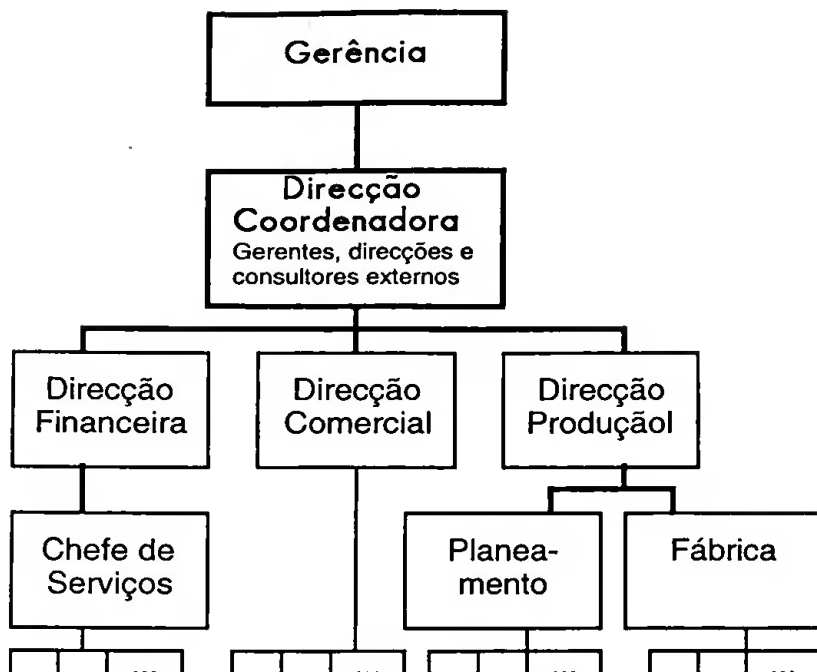 Gerência
Direcção
Coordenadora
Gerentes, direcções e
consultores externos
Direcção
Financeira
Direcção
Comercial
Direcção
Produçãol
Chefe de
Serviços
Planea-
mento
Fábrica
...
...
...
...